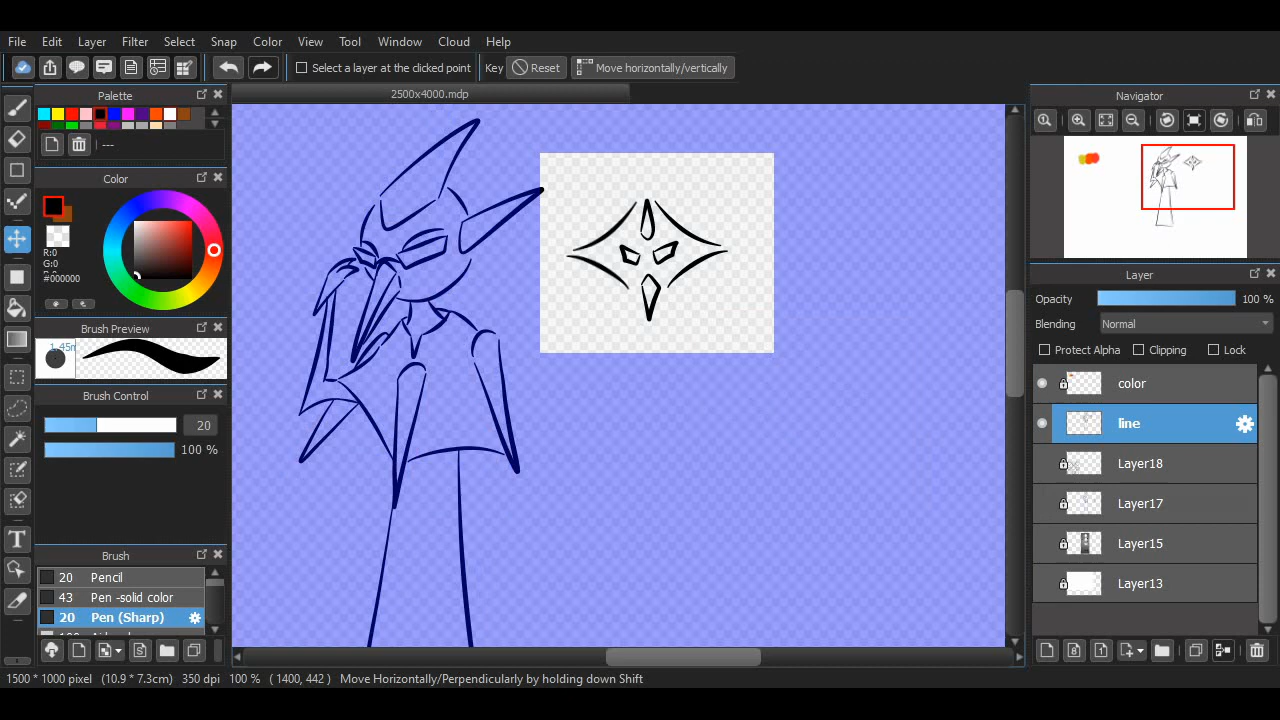 File Edit Layer Filter Select Snap Color View Tool Window Cloud Help
Select a layer at the clicked point Key Reset Move horizontally/vertically
Palette
2500x4000.mdp
Navigator
---
Color
R:0
G:0
#000000
Layer
Opacity 100 %
Blending Normal
Protect Alpha Clipping Lock
Brush Preview
Brush Control
20
100 %
color
line
Layer18
Layer17
Layer15
Layer13
Brush
20 Pencil
43 Pen -solid color
20 Pen (Sharp)
1500 * 1000 pixel (10.9 * 7.3cm) 350 dpi 100 % ( 1400, 442 ) Move Horizontally/Perpendicularly by holding down Shift